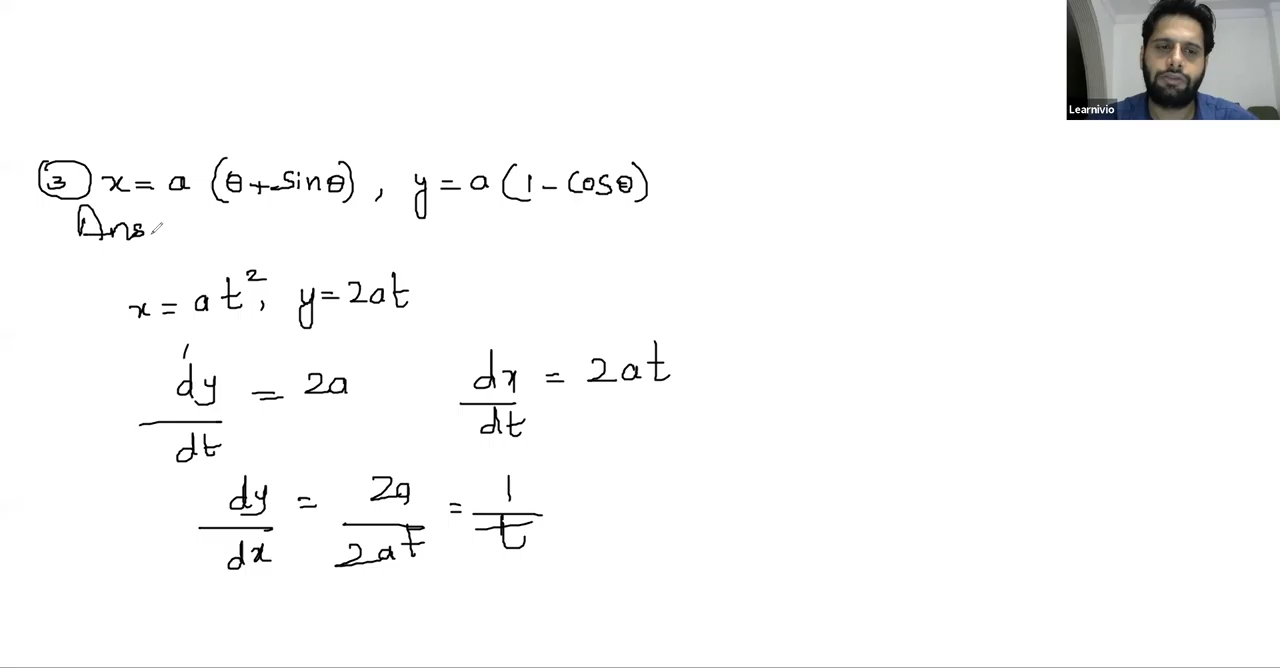 Learnivio
③ x = a (θ + sinθ), y = a (1 - cosθ)
Ans
x = at², y = 2at
dy/dt = 2a dx/dt = 2at
dy/dx = 2a/2at = 1/t